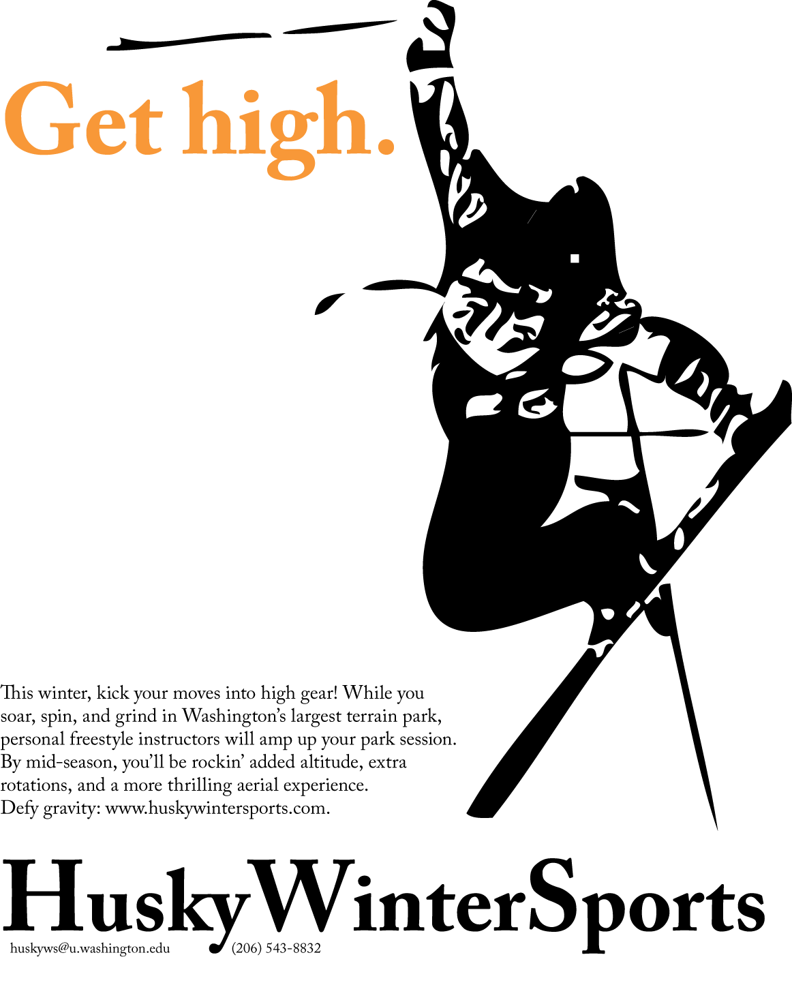 Get high.
This winter, kick your moves into high gear! While you
soar, spin, and grind in Washington’s largest terrain park,
personal freestyle instructors will amp up your park session.
By mid-season, you’ll be rockin’ added altitude, extra
rotations, and a more thrilling aerial experience.
Defy gravity: www.huskywintersports.com.
HuskyWinterSports
huskyws@u.washington.edu (206) 543-8832